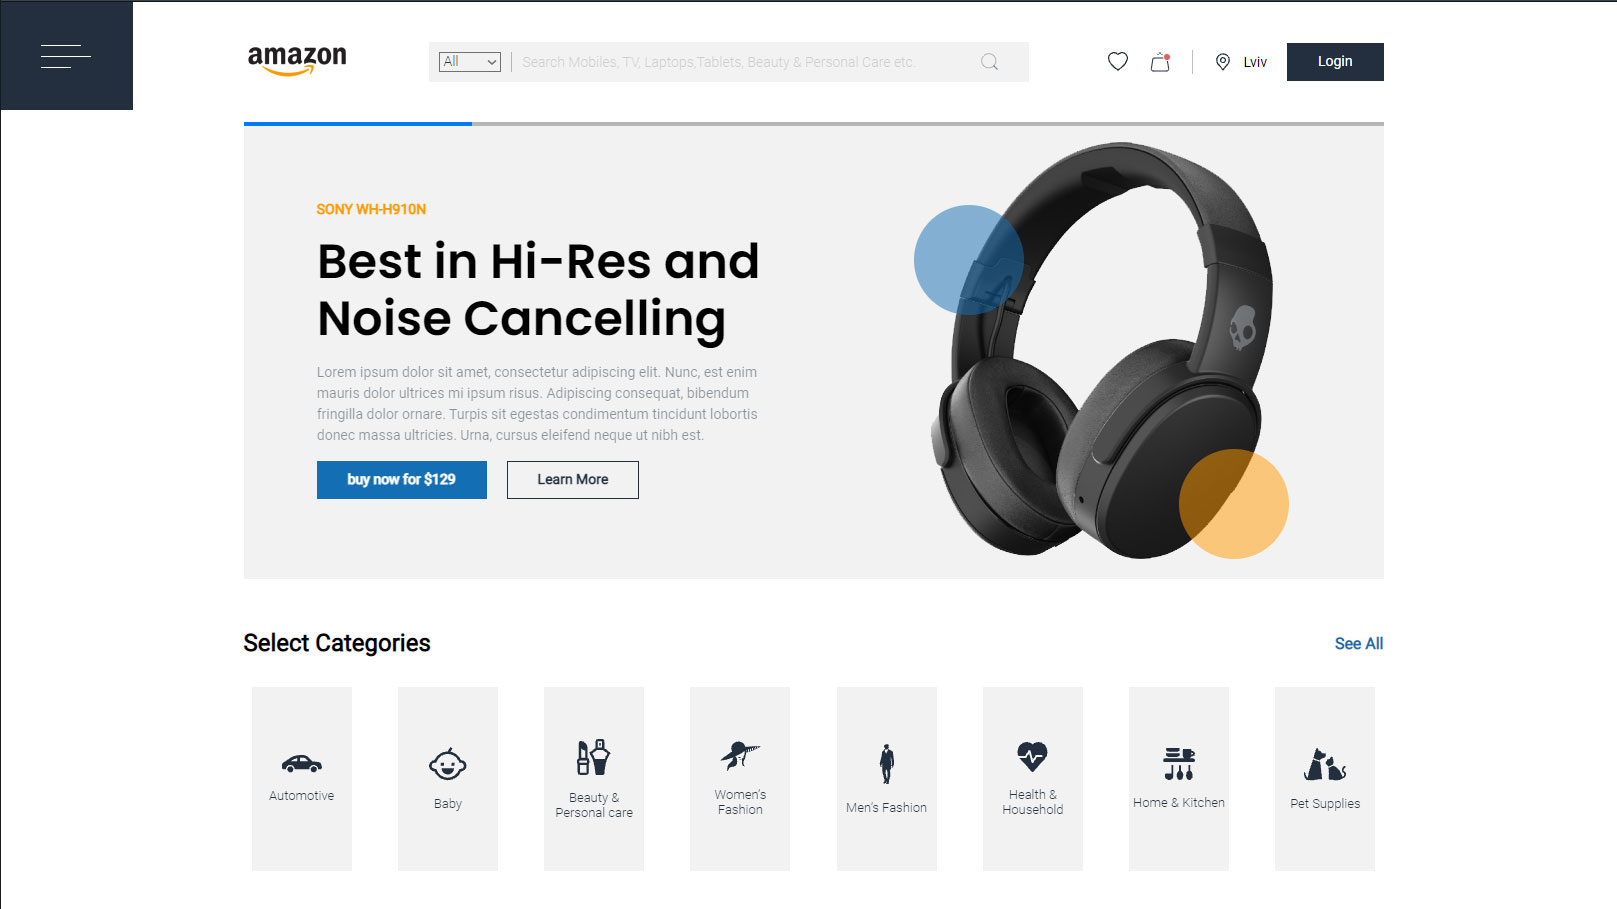 amazon
All
Search Mobiles, TV, Laptops,Tablets, Beauty & Personal Care etc.
Lviv
Login
SONY WH-H910N
Best in Hi-Res and
Noise Cancelling
Lorem ipsum dolor sit amet, consectetur adipiscing elit. Nunc, est enim
mauris dolor ultrices mi ipsum risus. Adipiscing consequat, bibendum
fringilla dolor ornare. Turpis sit egestas condimentum tincidunt lobortis
donec massa ultricies. Urna, cursus eleifend neque ut nibh est.
buy now for $129
Learn More
Select Categories
See All
Automotive
Baby
Beauty &
Personal care
Women's
Fashion
Men's Fashion
Health &
Household
Home & Kitchen
Pet Supplies